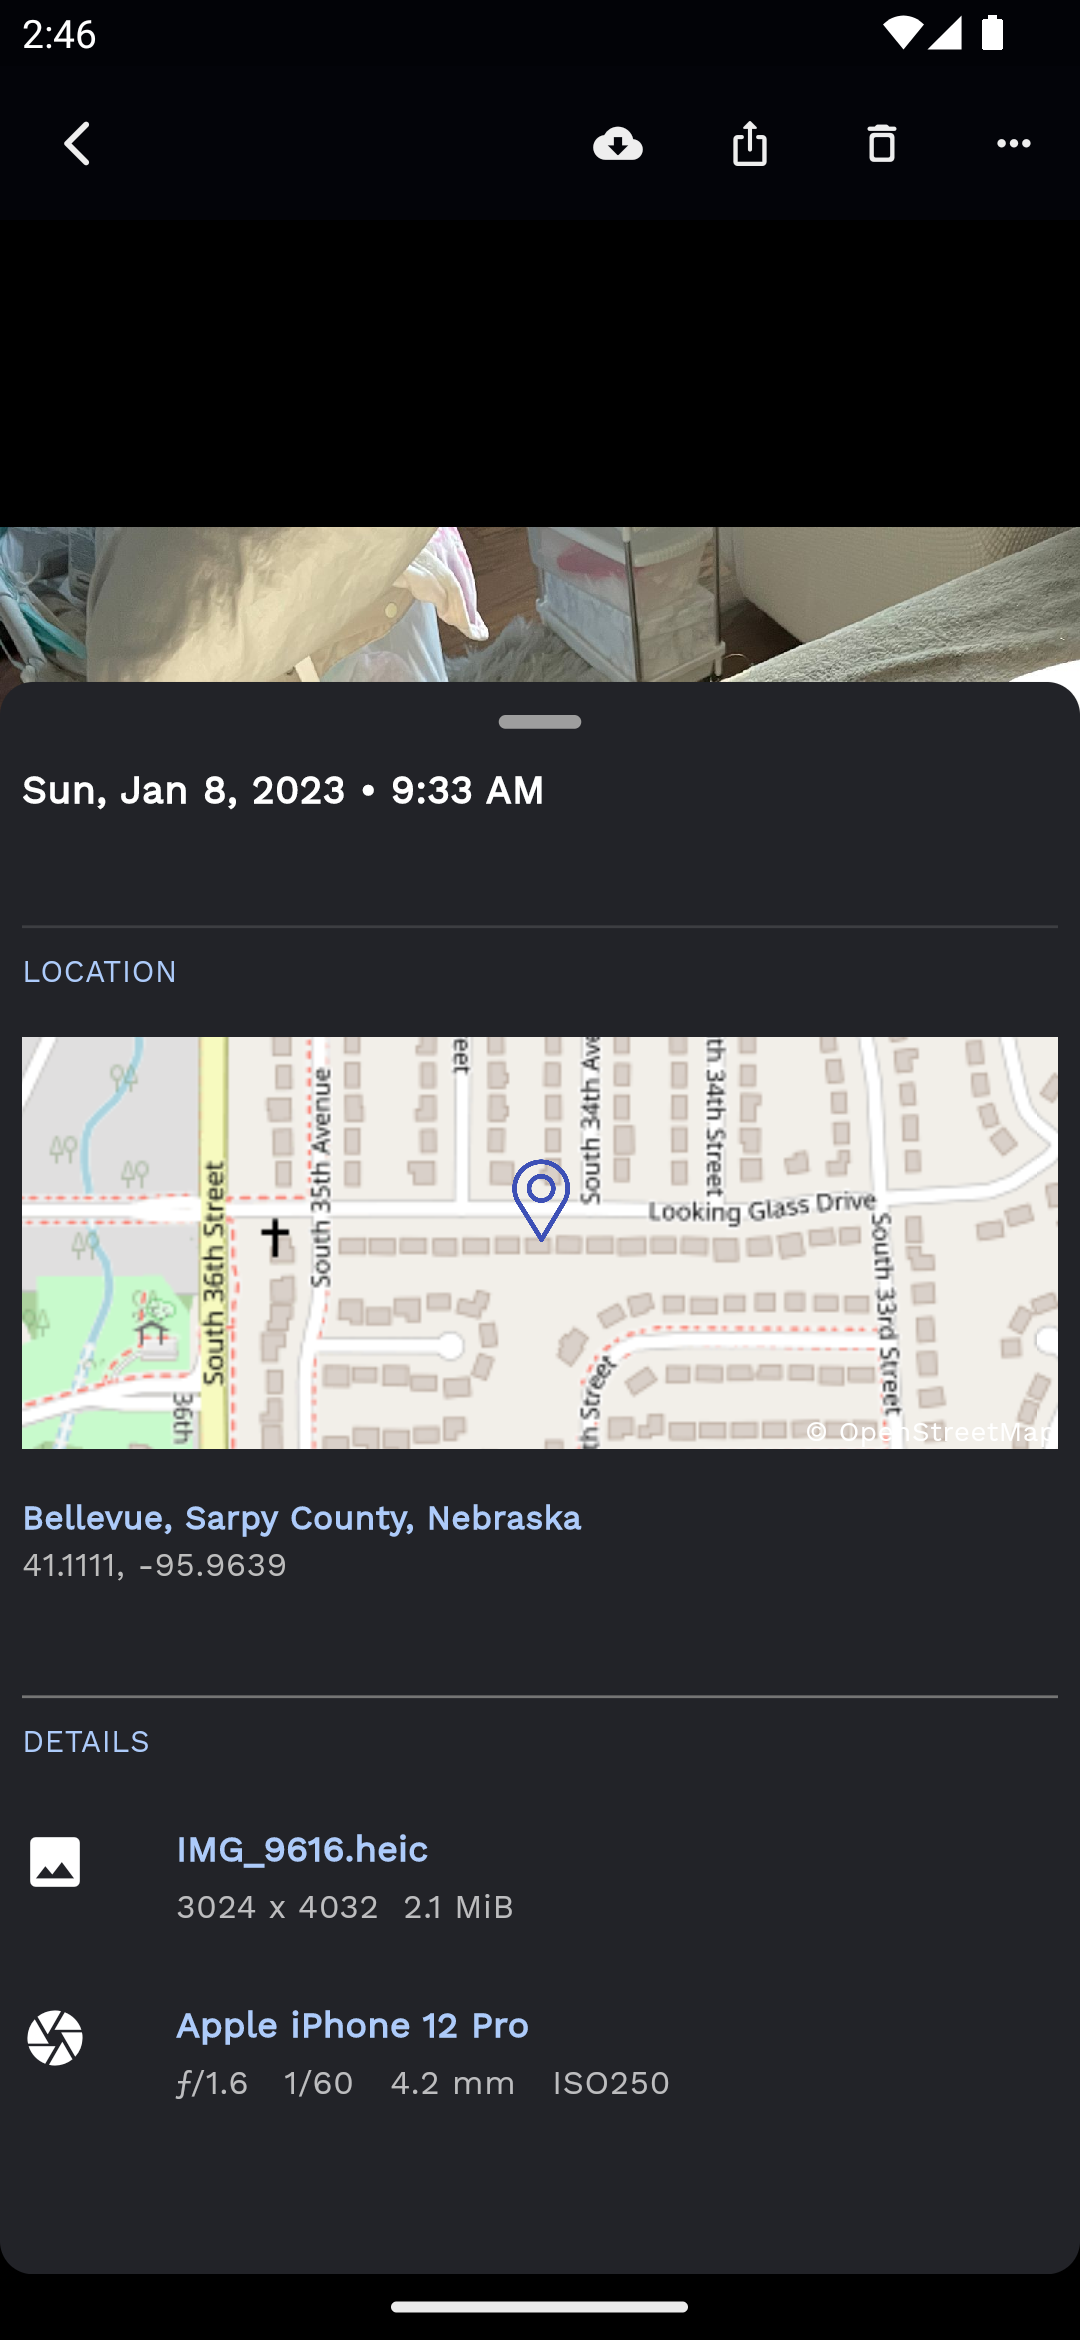 2:46
Sun, Jan 8, 2023 • 9:33 AM
LOCATION
eet
South 34th Ave
th 34th Street
South 35th Avenue
South 36th Street
Looking Glass Drive
South 33rd Street
th Street
36th
© OpenStreetMap
Bellevue, Sarpy County, Nebraska
41.1111, -95.9639
DETAILS
IMG_9616.heic
3024 x 4032 2.1 MiB
Apple iPhone 12 Pro
ƒ/1.6 1/60 4.2 mm ISO250